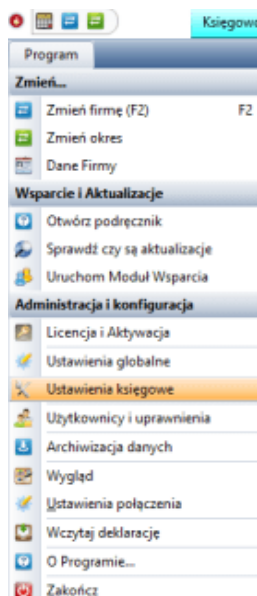 Księgowo
Program
Zmień...
Zmień firmę (F2) F2
Zmień okres
Dane Firmy
Wsparcie i Aktualizacje
Otwórz podręcznik
Sprawdź czy są aktualizacje
Uruchom Moduł Wsparcia
Administracja i konfiguracja
Licencja i Aktywacja
Ustawienia globalne
Ustawienia księgowe
Użytkownicy i uprawnienia
Archiwizacja danych
Wygląd
Ustawienia połączenia
Wczytaj deklarację
O Programie...
Zakończ